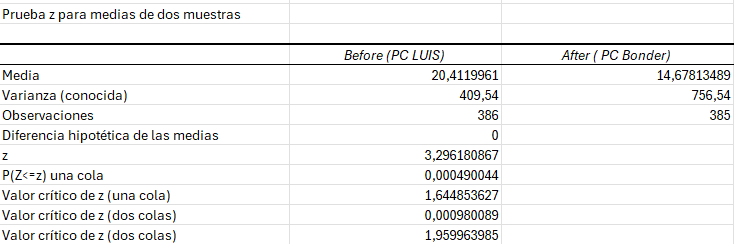 Prueba z para medias de dos muestras
Before (PC LUIS) After ( PC Bonder)
Media 20,4119961 14,67813489
Varianza (conocida) 409,54 756,54
Observaciones 386 385
Diferencia hipotética de las medias 0
z 3,296180867
P(Z<=z) una cola 0,000490044
Valor crítico de z (una cola) 1,644853627
Valor crítico de z (dos colas) 0,000980089
Valor crítico de z (dos colas) 1,959963985